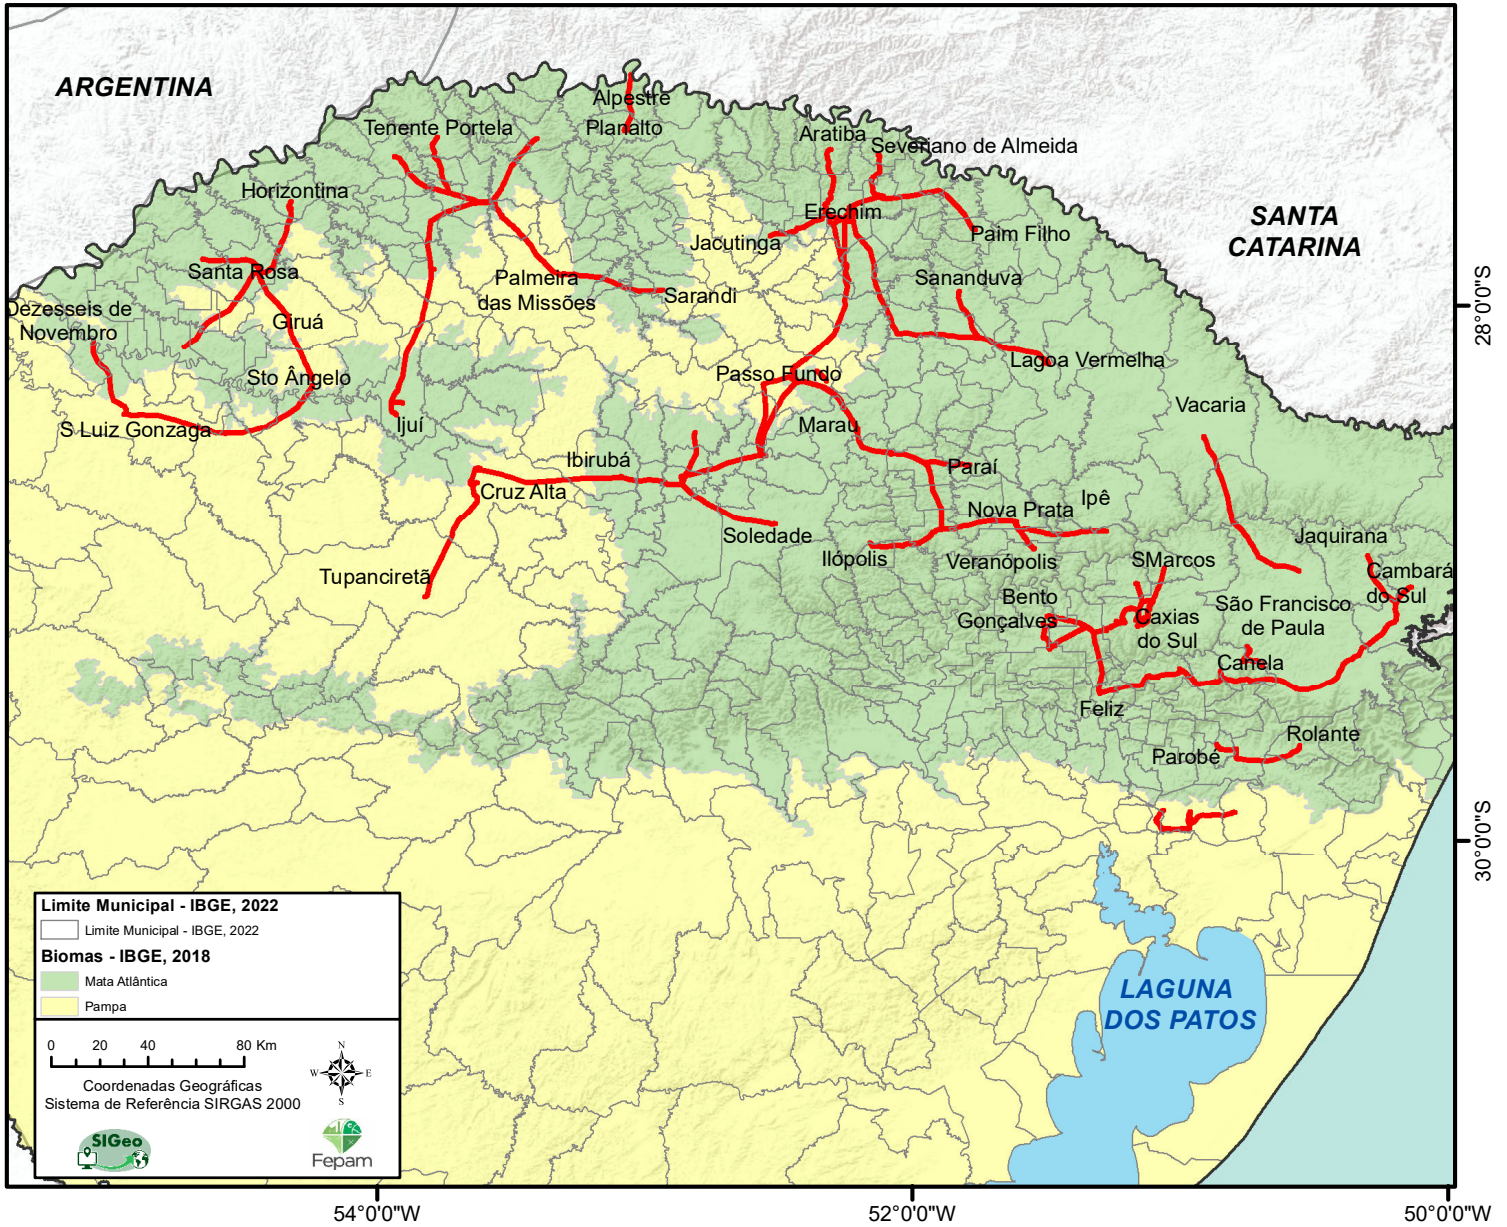 ARGENTINA
Alpestre
Planalto
Tenente Portela
Aratiba
Severiano de Almeida
Horizontina
SANTA
CATARINA
Erechim
Paim Filho
Jacutinga
Santa Rosa
Palmeira
das Missões
Sananduva
Sarandi
Dezesseis de
Novembro
Giruá
28°0'0"S
Lagoa Vermelha
Sto Ângelo
Passo Fundo
Vacaria
S Luiz Gonzaga
Ijuí
Marau
Ibirubá
Paraí
Cruz Alta
Ipê
Nova Prata
Soledade
Jaquirana
Ilópolis
Veranópolis
SMarcos
Cambará
do Sul
Tupanciretã
Bento
Gonçalves
São Francisco
de Paula
Caxias
do Sul
Canela
Feliz
Rolante
Parobé
30°0'0"S
LAGUNA
DOS PATOS
Limite Municipal - IBGE, 2022
Limite Municipal - IBGE, 2022
Biomas - IBGE, 2018
Mata Atlântica
Pampa
0 20 40 80 Km
N
W E
S
Coordenadas Geográficas
Sistema de Referência SIRGAS 2000
SIGeo
Fepam
54°0'0"W 52°0'0"W 50°0'0"W